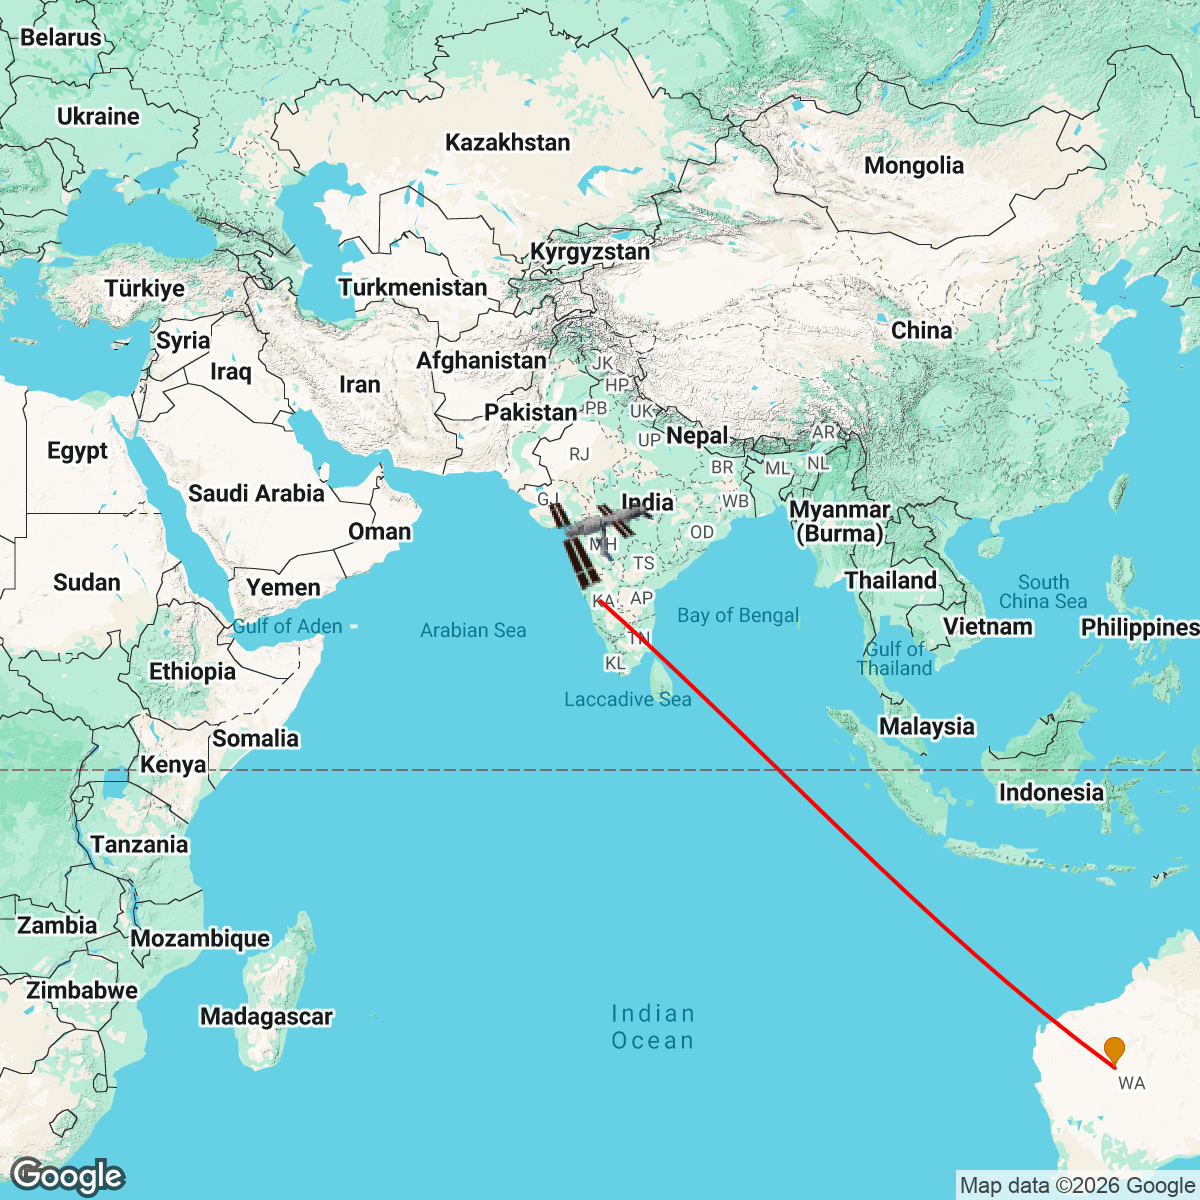 Belarus
Ukraine
Kazakhstan
Mongolia
Kyrgyzstan
Türkiye
Turkmenistan
China
Syria
Afghanistan
JK
Iraq
Iran
HP
Pakistan
PB
UK
Nepal
AR
UP
Egypt
RJ
BR
ML
NL
Saudi Arabia
India
WB
Myanmar
(Burma)
Oman
OD
MH
TS
Sudan
Yemen
Thailand
South
China Sea
KA
AP
Bay of Bengal
Gulf of Aden
Arabian Sea
Vietnam
Philippines
TN
Gulf of
Thailand
Ethiopia
KL
Laccadive Sea
Malaysia
Somalia
Kenya
Indonesia
Tanzania
Zambia
Mozambique
Zimbabwe
Madagascar
Indian
Ocean
WA
Google
Map data ©2026 Google